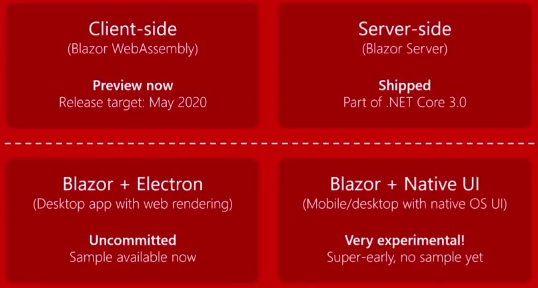 Client-side
(Blazor WebAssembly)
Preview now
Release target: May 2020
Server-side
(Blazor Server)
Shipped
Part of .NET Core 3.0
Blazor + Electron
(Desktop app with web rendering)
Uncommitted
Sample available now
Blazor + Native UI
(Mobile/desktop with native OS UI)
Very experimental!
Super-early, no sample yet